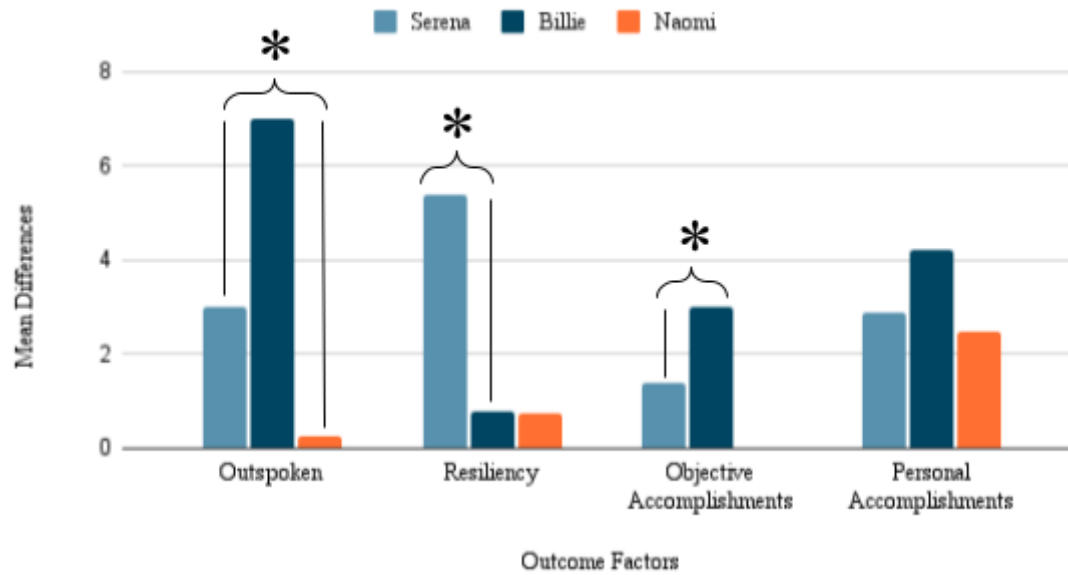 Serena Billie Naomi
*
*
*
8
6
4
2
0
Mean Differences
Outspoken
Resiliency
Objective
Accomplishments
Personal
Accomplishments
Outcome Factors